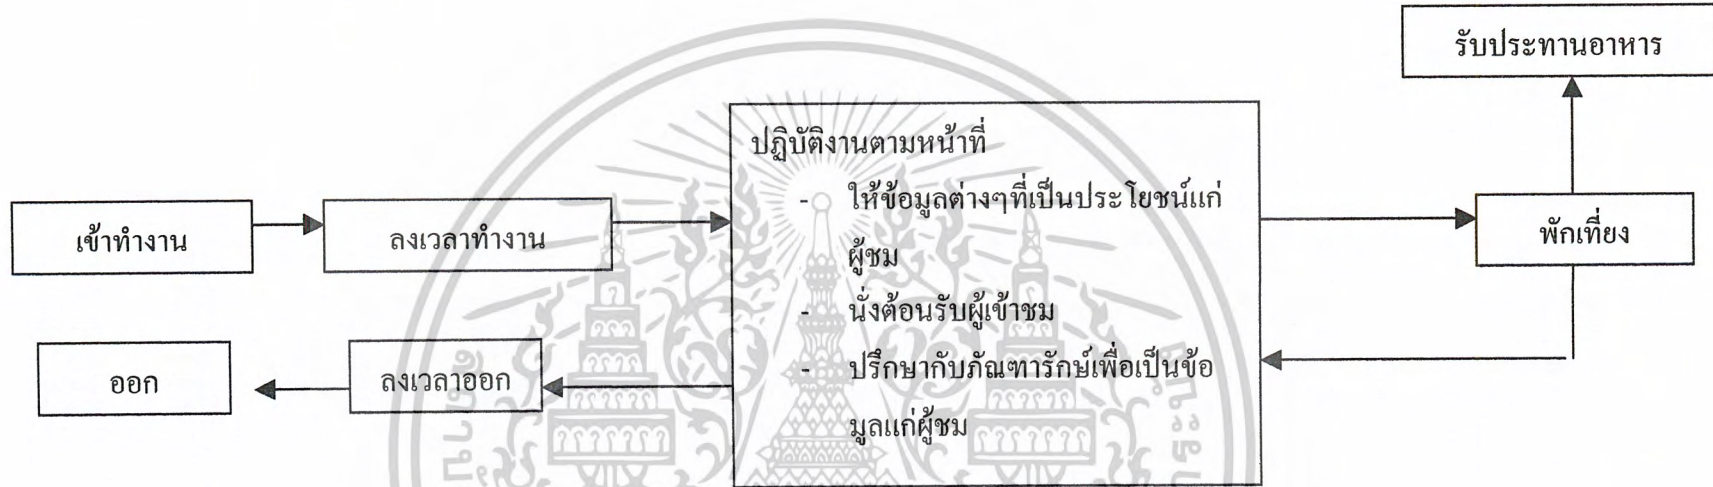 รับประทานอาหาร
ปฏิบัติงานตามหน้าที่
- ให้ข้อมูลต่างๆที่เป็นประโยชน์แก่
ผู้ชม
- นั่งต้อนรับผู้เข้าชม
- ปรึกษากับภัณฑารักษ์เพื่อเป็นข้อ
มูลแก่ผู้ชม
เข้าทำงาน
ลงเวลาทำงาน
พักเที่ยง
ออก
ลงเวลาออก